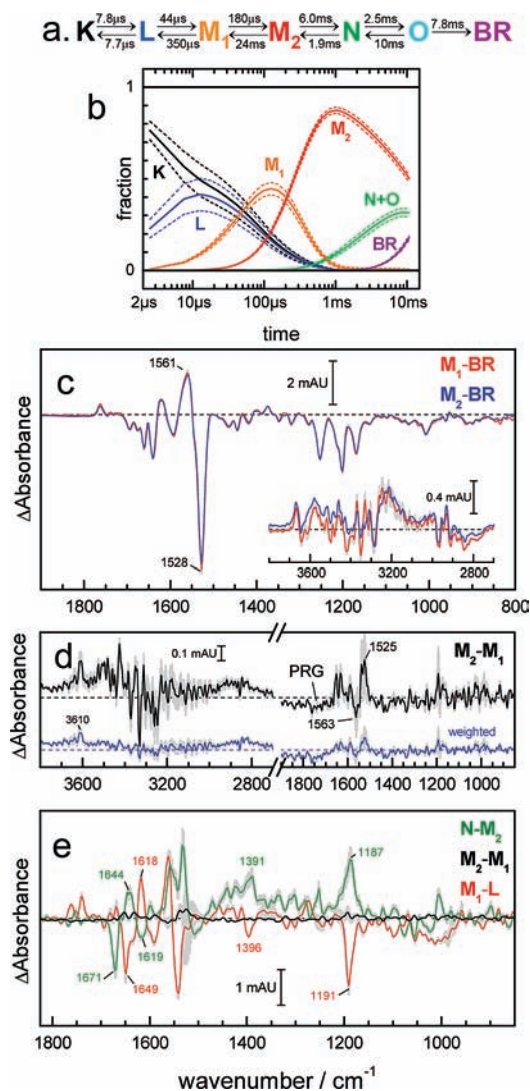 a. K 7.8µs 7.7µs L 44µs 350µs M₁ 180µs 24ms M₂ 6.0ms 1.9ms N 2.5ms 10ms O 7.8ms BR
b
1
fraction
0
K
L
M₁
M₂
N+O
BR
2µs 10µs 100µs 1ms 10ms
time
c
1561
2 mAU
M₁-BR
M₂-BR
ΔAbsorbance
0.4 mAU
1528
3600 3200 2800
1800 1600 1400 1200 1000 800
d
0.1 mAU
1525
M₂-M₁
PRG
ΔAbsorbance
3610
1563
weighted
3600 3200 2800 1800 1600 1400 1200 1000
e
N-M₂
M₂-M₁
M₁-L
1644 1618
1391
1187
ΔAbsorbance
1671
1649
1619
1396
1 mAU
1191
1800 1600 1400 1200 1000
wavenumber / cm⁻¹